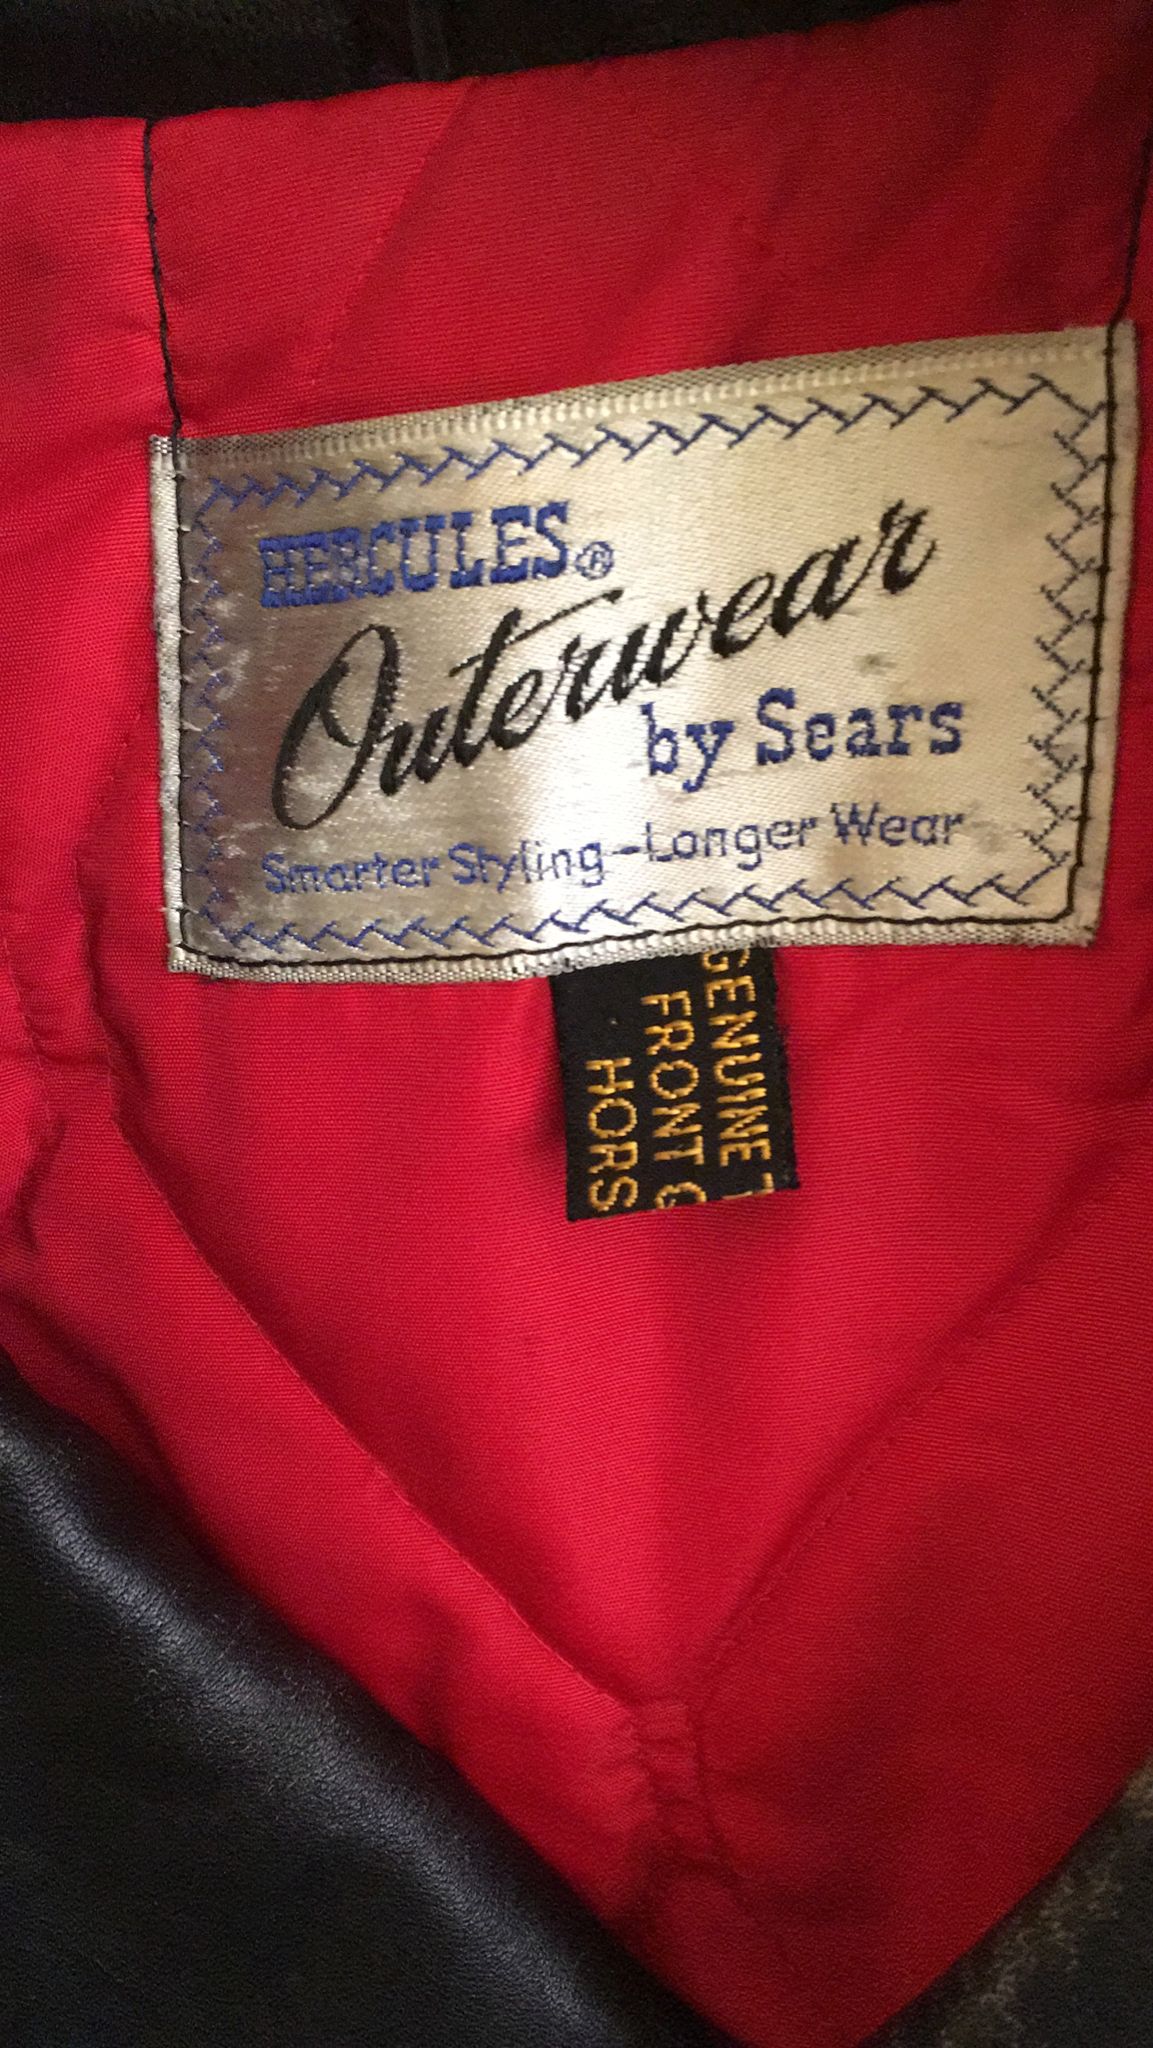 HERCULES®
Outerwear
by Sears
Smarter Styling-Longer Wear
GENUINE T
FRONT Q
HORS